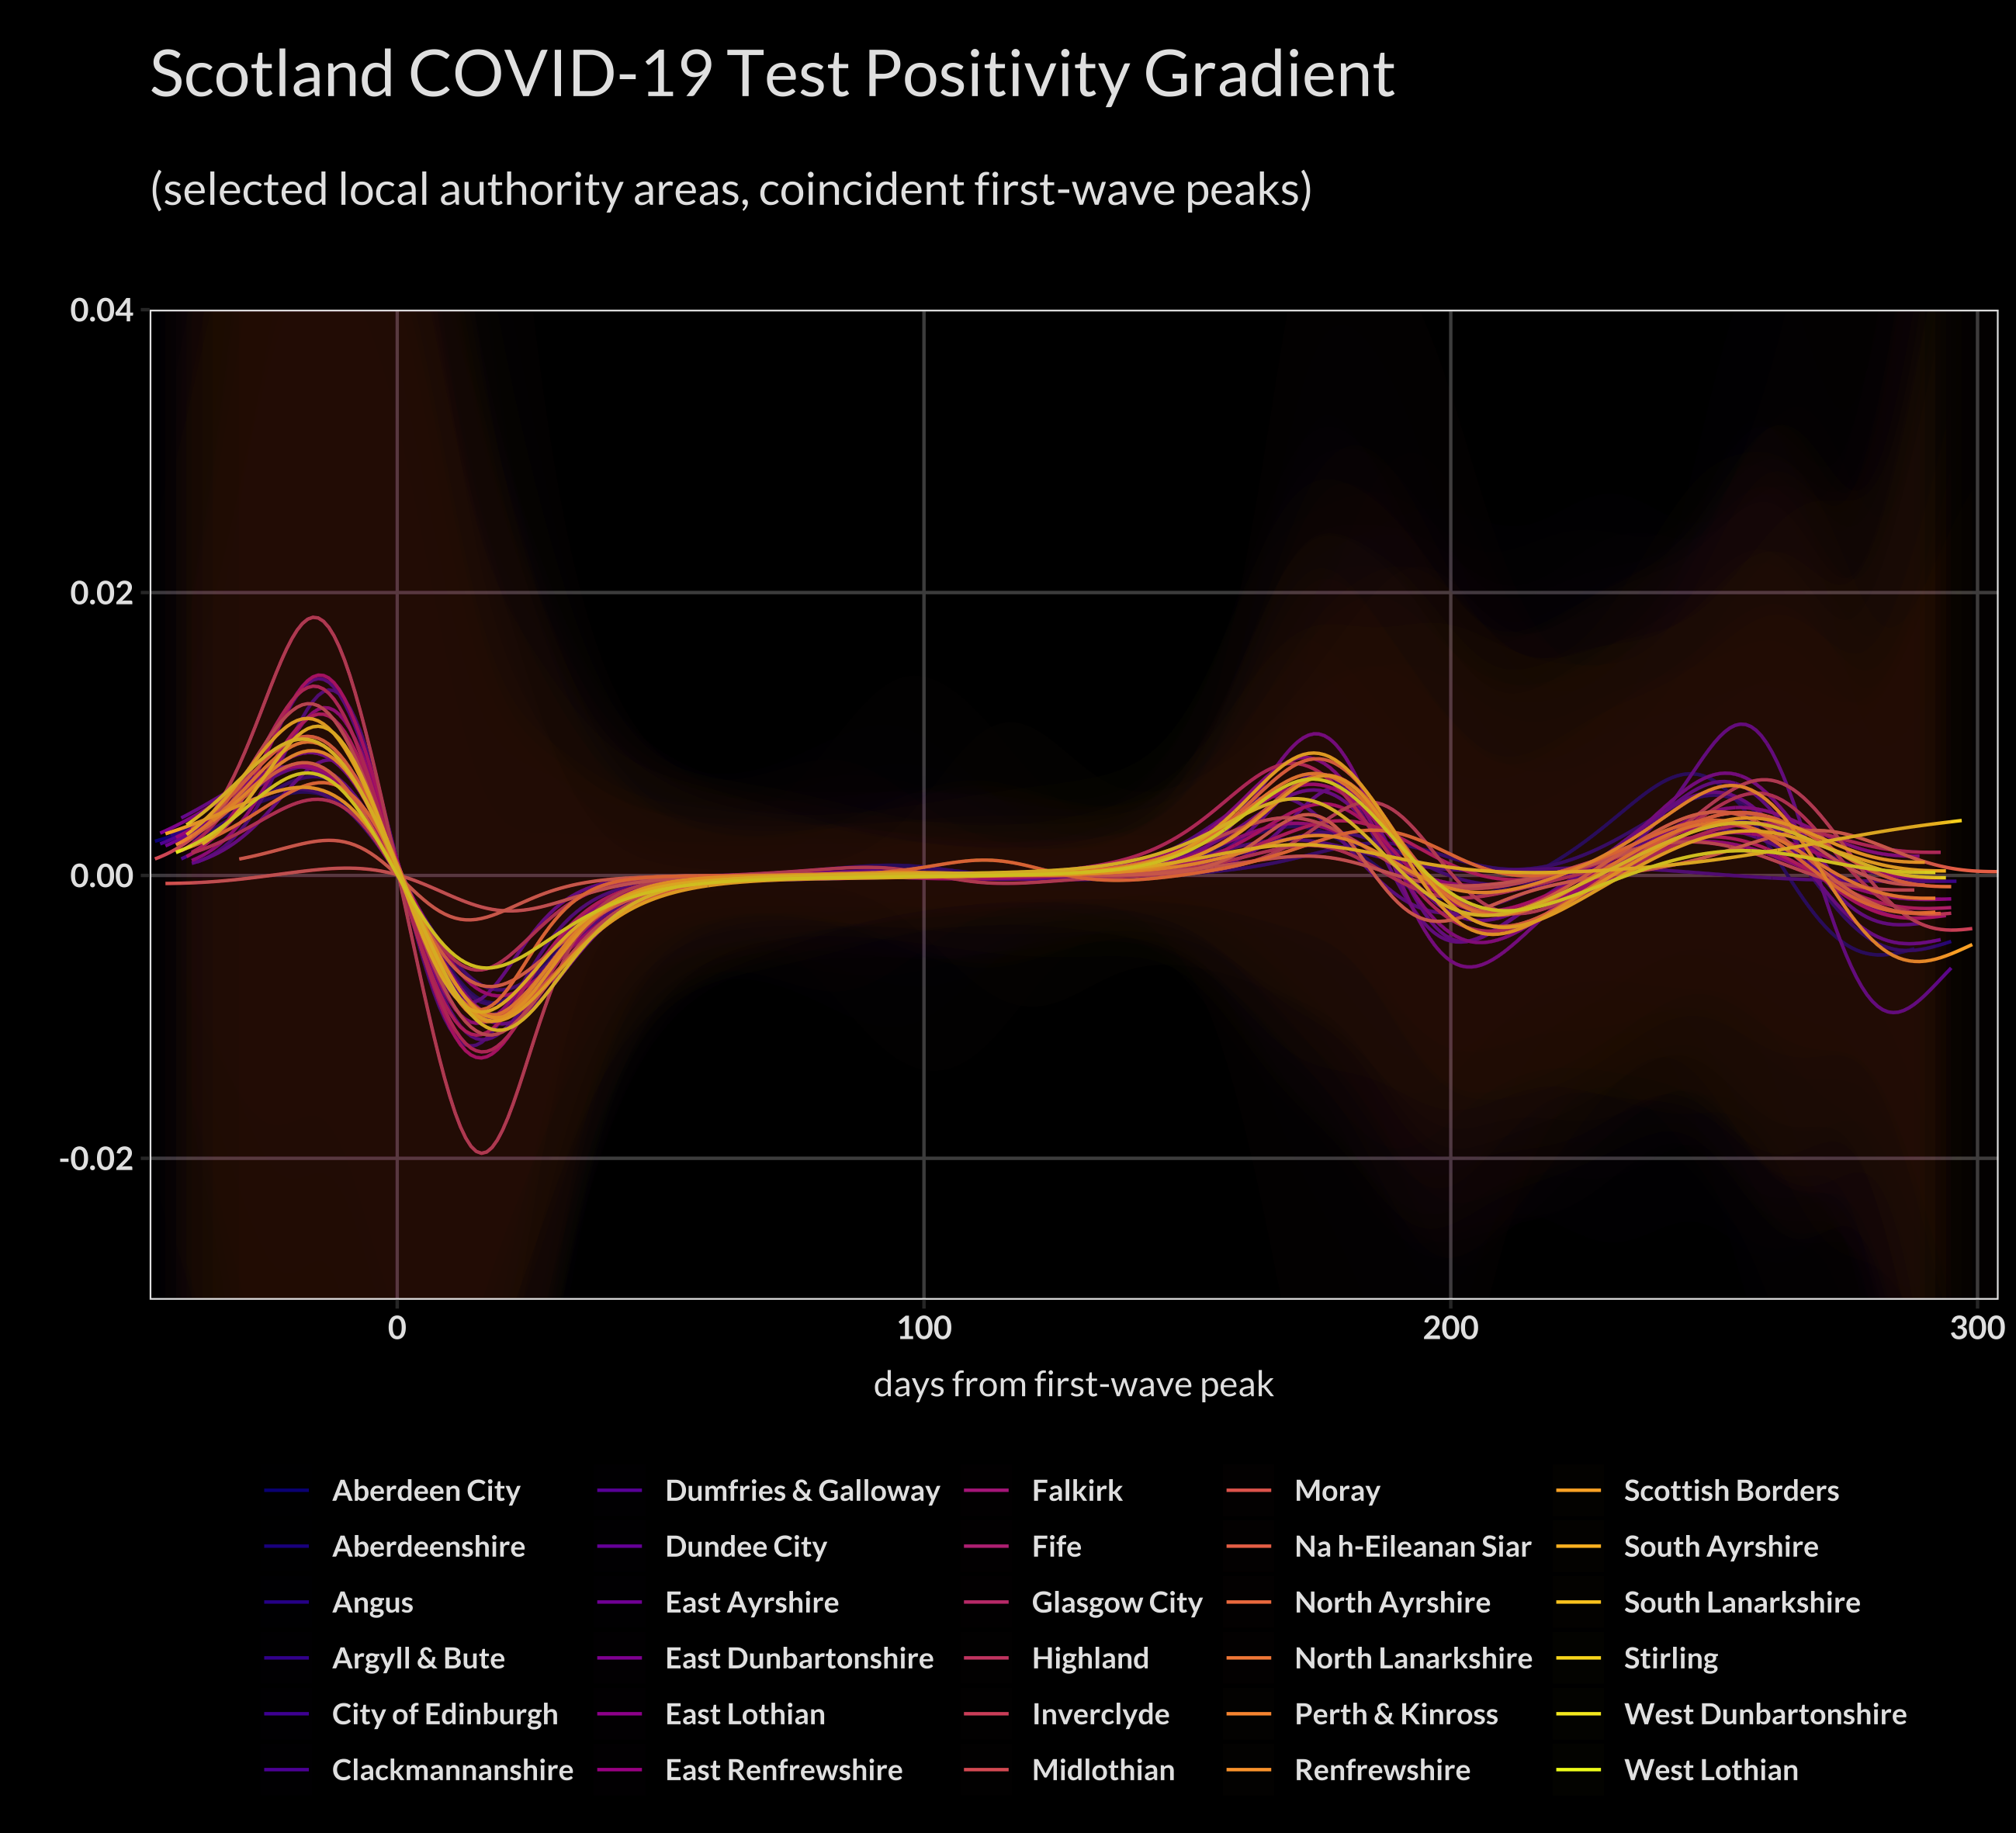 Scotland COVID-19 Test Positivity Gradient
(selected local authority areas, coincident first-wave peaks)
0.04
0.02
0.00
-0.02
0 100 200 300
days from first-wave peak
Aberdeen City Dumfries & Galloway Falkirk Moray Scottish Borders
Aberdeenshire Dundee City Fife Na h-Eileanan Siar South Ayrshire
Angus East Ayrshire Glasgow City North Ayrshire South Lanarkshire
Argyll & Bute East Dunbartonshire Highland North Lanarkshire Stirling
City of Edinburgh East Lothian Inverclyde Perth & Kinross West Dunbartonshire
Clackmannanshire East Renfrewshire Midlothian Renfrewshire West Lothian